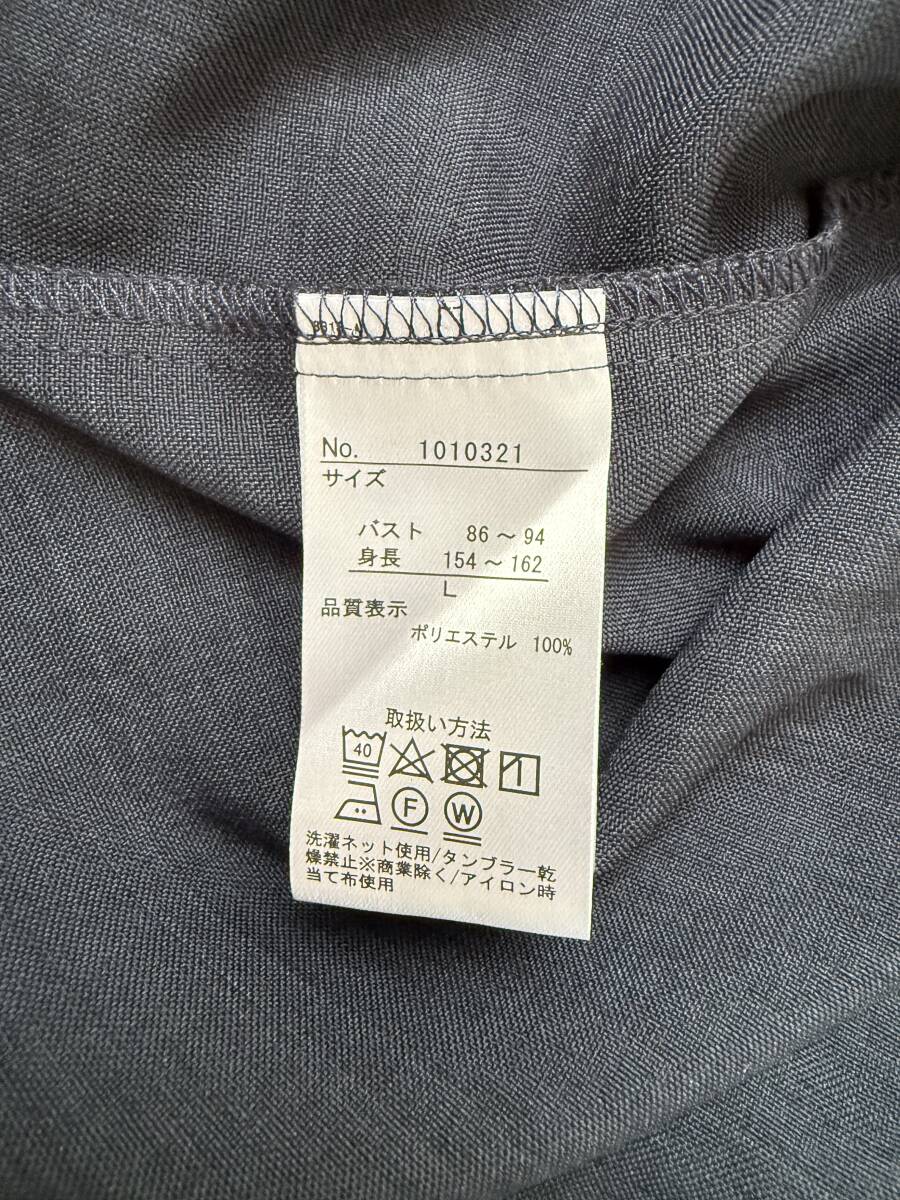 No. 1010321
サイズ
バスト 86～94
身長 154～162
L
品質表示
ポリエステル 100%
取扱い方法
40
F W
洗濯ネット使用/タンブラー乾
燥禁止※商業除く/アイロン時
当て布使用